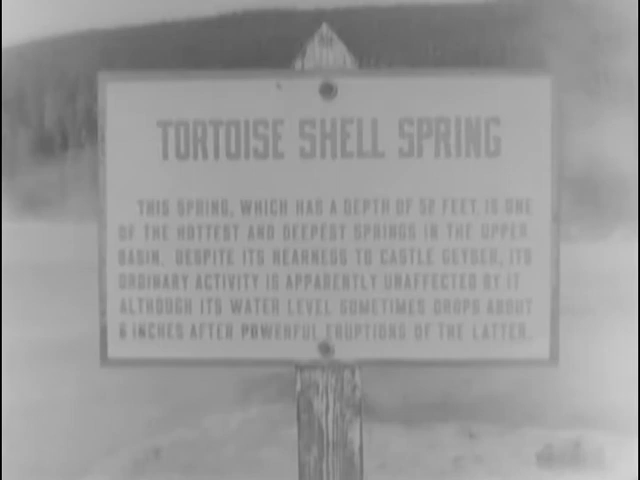 TORTOISE SHELL SPRING
THIS SPRING, WHICH HAS A DEPTH OF 52 FEET, IS ONE
OF THE HOTTEST AND DEEPEST SPRINGS IN THE UPPER
BASIN. DESPITE ITS NEARNESS TO CASTLE GEYSER, ITS
ORDINARY ACTIVITY IS APPARENTLY UNAFFECTED BY IT
ALTHOUGH ITS WATER LEVEL SOMETIMES DROPS ABOUT
6 INCHES AFTER POWERFUL ERUPTIONS OF THE LATTER.